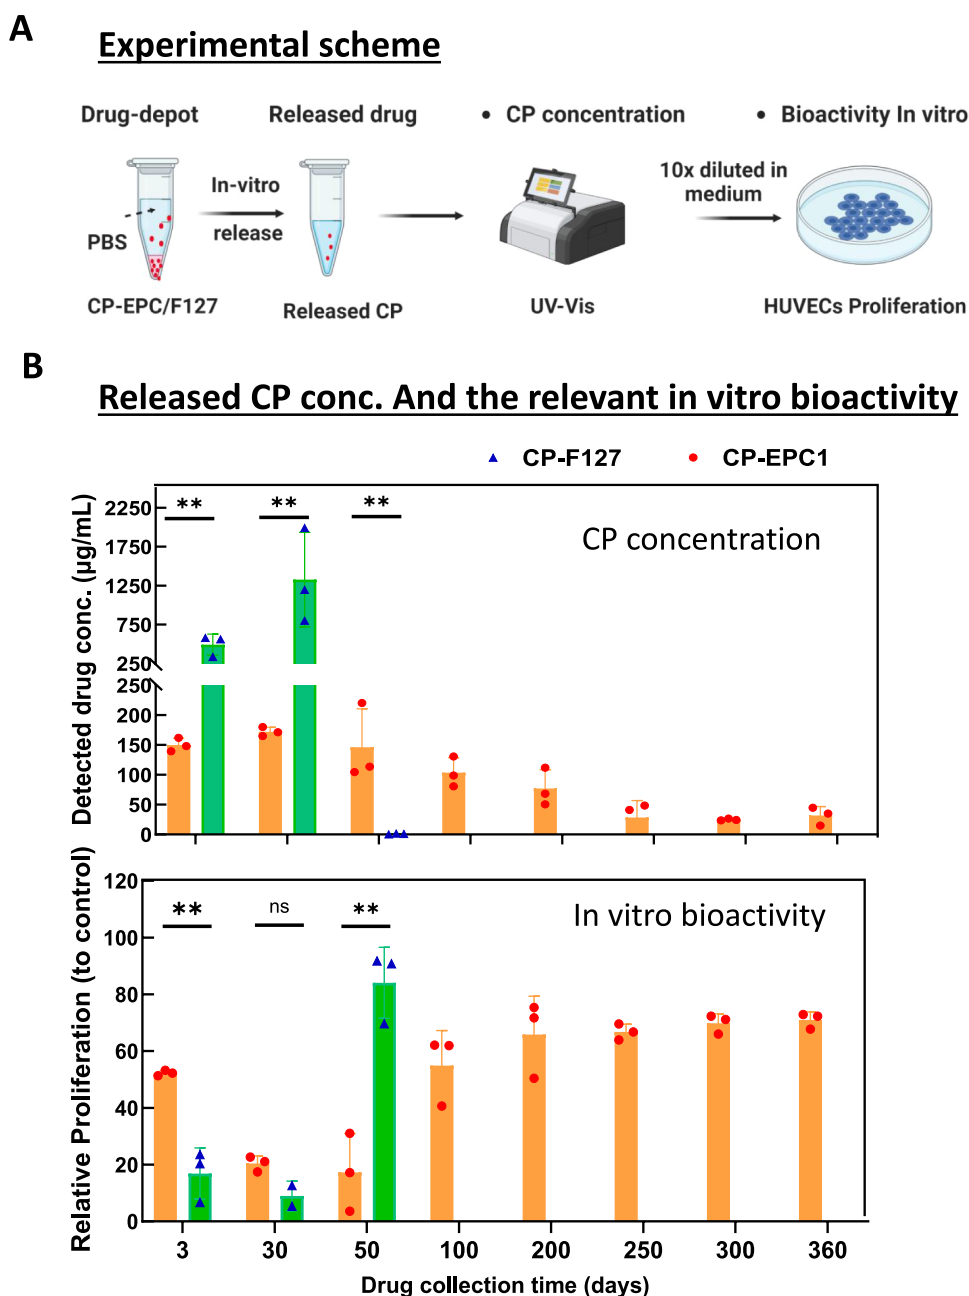 A
Experimental scheme
Drug-depot
Released drug
• CP concentration
• Bioactivity In vitro
In-vitro
release
10x diluted in
medium
PBS
CP-EPC/F127
Released CP
UV-Vis
HUVECs Proliferation
B
Released CP conc. And the relevant in vitro bioactivity
CP-F127
CP-EPC1
Detected drug conc. (μg/mL)
2250
1750
1250
750
250
250
200
150
100
50
0
**
**
**
CP concentration
Relative Proliferation (to control)
120
100
80
60
40
20
0
**
ns
**
In vitro bioactivity
3
30
50
100
200
250
300
360
Drug collection time (days)